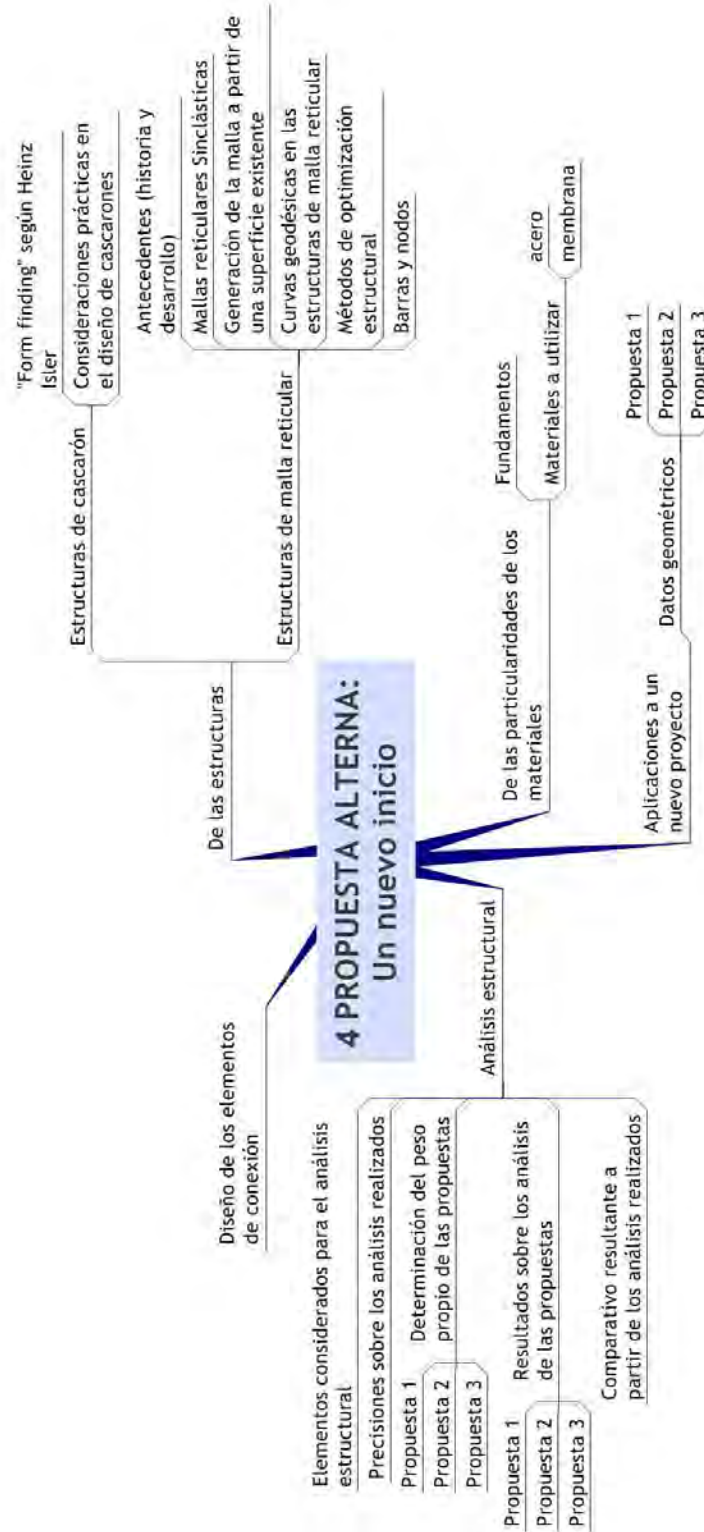 4 PROPUESTA ALTERNA:
Un nuevo inicio
De las estructuras
Estructuras de cascarón
"Form finding" según Heinz
Isler
Consideraciones prácticas en
el diseño de cascarones
Estructuras de malla reticular
Antecedentes (historia y
desarrollo)
Mallas reticulares Sinclásticas
Generación de la malla a partir de
una superficie existente
Curvas geodésicas en las
estructuras de malla reticular
Métodos de optimización
estructural
Barras y nodos
De las particularidades de los
materiales
Fundamentos
Materiales a utilizar
acero
membrana
Aplicaciones a un
nuevo proyecto
Datos geométricos
Propuesta 1
Propuesta 2
Propuesta 3
Análisis estructural
Elementos considerados para el análisis
estructural
Precisiones sobre los análisis realizados
Determinación del peso
propio de las propuestas
Propuesta 1
Propuesta 2
Propuesta 3
Resultados sobre los análisis
de las propuestas
Propuesta 1
Propuesta 2
Propuesta 3
Comparativo resultante a
partir de los análisis realizados
Diseño de los elementos
de conexión